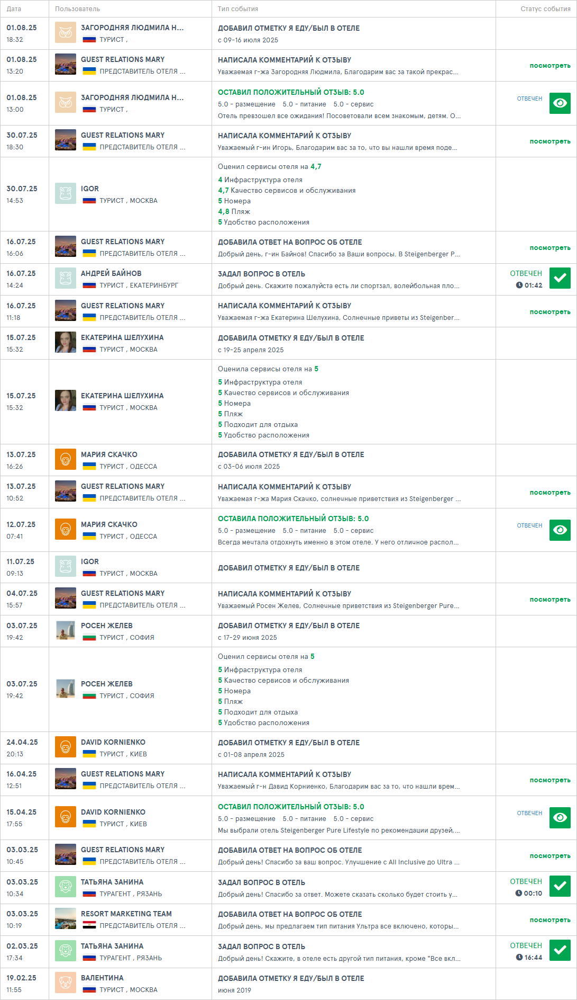 Дата Пользователь Тип события Статус события
01.08.25 ЗАГОРОДНЯЯ ЛЮДМИЛА Н... ДОБАВИЛ ОТМЕТКУ Я ЕДУ/БЫЛ В ОТЕЛЕ
18:32 ТУРИСТ , с 09-16 июля 2025
01.08.25 GUEST RELATIONS MARY НАПИСАЛА КОММЕНТАРИЙ К ОТЗЫВУ
13:20 ПРЕДСТАВИТЕЛЬ ОТЕЛЯ ... Уважаемая г-жа Загородняя Людмила, Благодарим вас за такой прекрас... посмотреть
01.08.25 ЗАГОРОДНЯЯ ЛЮДМИЛА Н... ОСТАВИЛ ПОЛОЖИТЕЛЬНЫЙ ОТЗЫВ: 5.0 ОТВЕЧЕН
13:00 ТУРИСТ , 5.0 - размещение 5.0 - питание 5.0 - сервис
Отель превзошел все ожидания! Посоветовали всем знакомым, детям. О...
30.07.25 GUEST RELATIONS MARY НАПИСАЛА КОММЕНТАРИЙ К ОТЗЫВУ
18:30 ПРЕДСТАВИТЕЛЬ ОТЕЛЯ ... Уважаемый г-ин Игорь, Благодарим вас за то, что вы нашли время поде... посмотреть
30.07.25 IGOR Оценил сервисы отеля на 4,7
14:53 ТУРИСТ , МОСКВА 4 Инфраструктура отеля
4,7 Качество сервисов и обслуживания
5 Номера
4,8 Пляж
5 Удобство расположения
16.07.25 GUEST RELATIONS MARY ДОБАВИЛА ОТВЕТ НА ВОПРОС ОБ ОТЕЛЕ
16:06 ПРЕДСТАВИТЕЛЬ ОТЕЛЯ ... Добрый день, г-ин Байнов! Спасибо за Ваши вопросы. В Steigenberger P... посмотреть
16.07.25 АНДРЕЙ БАЙНОВ ЗАДАЛ ВОПРОС В ОТЕЛЬ ОТВЕЧЕН
14:24 ТУРИСТ , ЕКАТЕРИНБУРГ Добрый день. Скажите пожалуйста есть ли спортзал, волейбольная пло... 01:42
16.07.25 GUEST RELATIONS MARY НАПИСАЛА КОММЕНТАРИЙ К ОТЗЫВУ
11:18 ПРЕДСТАВИТЕЛЬ ОТЕЛЯ ... Уважаемая г-жа Екатерина Шелухина, Солнечные приветы из Steigenber... посмотреть
15.07.25 ЕКАТЕРИНА ШЕЛУХИНА ДОБАВИЛА ОТМЕТКУ Я ЕДУ/БЫЛ В ОТЕЛЕ
15:32 ТУРИСТ , МОСКВА с 19-25 апреля 2025
15.07.25 ЕКАТЕРИНА ШЕЛУХИНА Оценила сервисы отеля на 5
15:32 ТУРИСТ , МОСКВА 5 Инфраструктура отеля
5 Качество сервисов и обслуживания
5 Номера
5 Пляж
5 Подходит для отдыха
5 Удобство расположения
13.07.25 МАРИЯ СКАЧКО ДОБАВИЛА ОТМЕТКУ Я ЕДУ/БЫЛ В ОТЕЛЕ
16:26 ТУРИСТ , ОДЕССА с 03-06 июля 2025
13.07.25 GUEST RELATIONS MARY НАПИСАЛА КОММЕНТАРИЙ К ОТЗЫВУ
10:52 ПРЕДСТАВИТЕЛЬ ОТЕЛЯ ... Уважаемая г-жа Мария Скачко, солнечные приветствия из Steigenberger ... посмотреть
12.07.25 МАРИЯ СКАЧКО ОСТАВИЛА ПОЛОЖИТЕЛЬНЫЙ ОТЗЫВ: 5.0 ОТВЕЧЕН
07:41 ТУРИСТ , ОДЕССА 5.0 - размещение 5.0 - питание 5.0 - сервис
Всегда мечтала отдохнуть именно в этом отеле. У него отличное распол...
11.07.25 IGOR ДОБАВИЛ ОТМЕТКУ Я ЕДУ/БЫЛ В ОТЕЛЕ
09:13 ТУРИСТ , МОСКВА
04.07.25 GUEST RELATIONS MARY НАПИСАЛА КОММЕНТАРИЙ К ОТЗЫВУ
15:57 ПРЕДСТАВИТЕЛЬ ОТЕЛЯ ... Уважаемый Росен Желев, Солнечные приветствия из Steigenberger Pure... посмотреть
03.07.25 РОСЕН ЖЕЛЕВ ДОБАВИЛ ОТМЕТКУ Я ЕДУ/БЫЛ В ОТЕЛЕ
19:42 ТУРИСТ , СОФИЯ с 17-29 июня 2025
03.07.25 РОСЕН ЖЕЛЕВ Оценил сервисы отеля на 5
19:42 ТУРИСТ , СОФИЯ 5 Инфраструктура отеля
5 Качество сервисов и обслуживания
5 Номера
5 Пляж
5 Подходит для отдыха
5 Удобство расположения
24.04.25 DAVID KORNIENKO ДОБАВИЛ ОТМЕТКУ Я ЕДУ/БЫЛ В ОТЕЛЕ
20:13 ТУРИСТ , КИЕВ с 01-08 апреля 2025
16.04.25 GUEST RELATIONS MARY НАПИСАЛА КОММЕНТАРИЙ К ОТЗЫВУ
12:51 ПРЕДСТАВИТЕЛЬ ОТЕЛЯ ... Уважаемый г-н Давид Корниенко, Благодарим вас за то, что нашли врем... посмотреть
15.04.25 DAVID KORNIENKO ОСТАВИЛ ПОЛОЖИТЕЛЬНЫЙ ОТЗЫВ: 5.0 ОТВЕЧЕН
17:55 ТУРИСТ , КИЕВ 5.0 - размещение 5.0 - питание 5.0 - сервис
Мы выбрали отель Steigenberger Pure Lifestyle по рекомендации друзей,...
03.03.25 GUEST RELATIONS MARY ДОБАВИЛА ОТВЕТ НА ВОПРОС ОБ ОТЕЛЕ
10:45 ПРЕДСТАВИТЕЛЬ ОТЕЛЯ ... Добрый день! Спасибо за ваш вопрос. Улучшение с All Inclusive до Ultra ... посмотреть
03.03.25 ТАТЬЯНА ЗАНИНА ЗАДАЛ ВОПРОС В ОТЕЛЬ ОТВЕЧЕН
10:34 ТУРАГЕНТ , РЯЗАНЬ Добрый день! Спасибо за ответ. Можете сказать сколько будет стоить у... 00:10
03.03.25 RESORT MARKETING TEAM ДОБАВИЛА ОТВЕТ НА ВОПРОС ОБ ОТЕЛЕ
10:19 ПРЕДСТАВИТЕЛЬ ОТЕЛЯ ... Добрый день, мы предлагаем тип питания Ультра все включено, которы... посмотреть
02.03.25 ТАТЬЯНА ЗАНИНА ЗАДАЛ ВОПРОС В ОТЕЛЬ ОТВЕЧЕН
17:34 ТУРАГЕНТ , РЯЗАНЬ Добрый день! Скажите, в отеле есть другой тип питания, кроме "Все вкл... 16:44
19.02.25 ВАЛЕНТИНА ДОБАВИЛА ОТМЕТКУ Я ЕДУ/БЫЛ В ОТЕЛЕ
11:55 ТУРИСТ , МОСКВА июня 2019